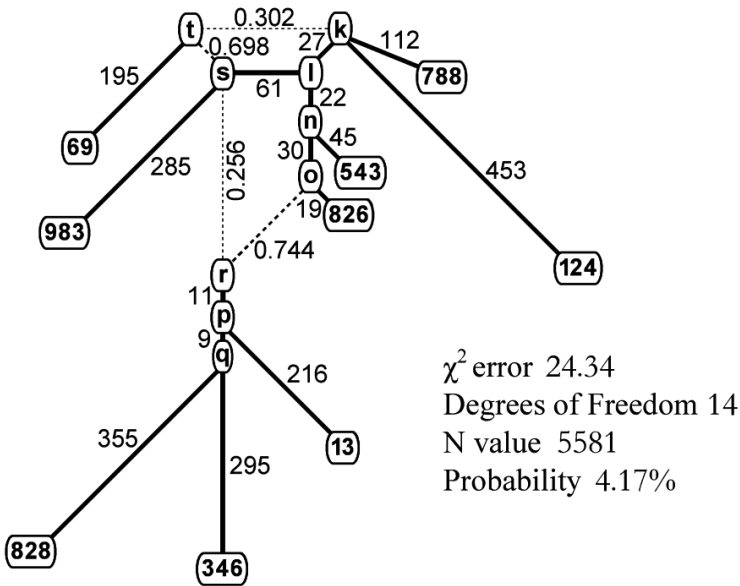 t 0.302 k
27 112
0.698
195 s l 788
61 22
n
45
69 30 543
285 0.256 o 453
19 826
983
0.744
r 124
11
p
9 q
216
χ² error 24.34
Degrees of Freedom 14
355 13 N value 5581
295 Probability 4.17%
828
346